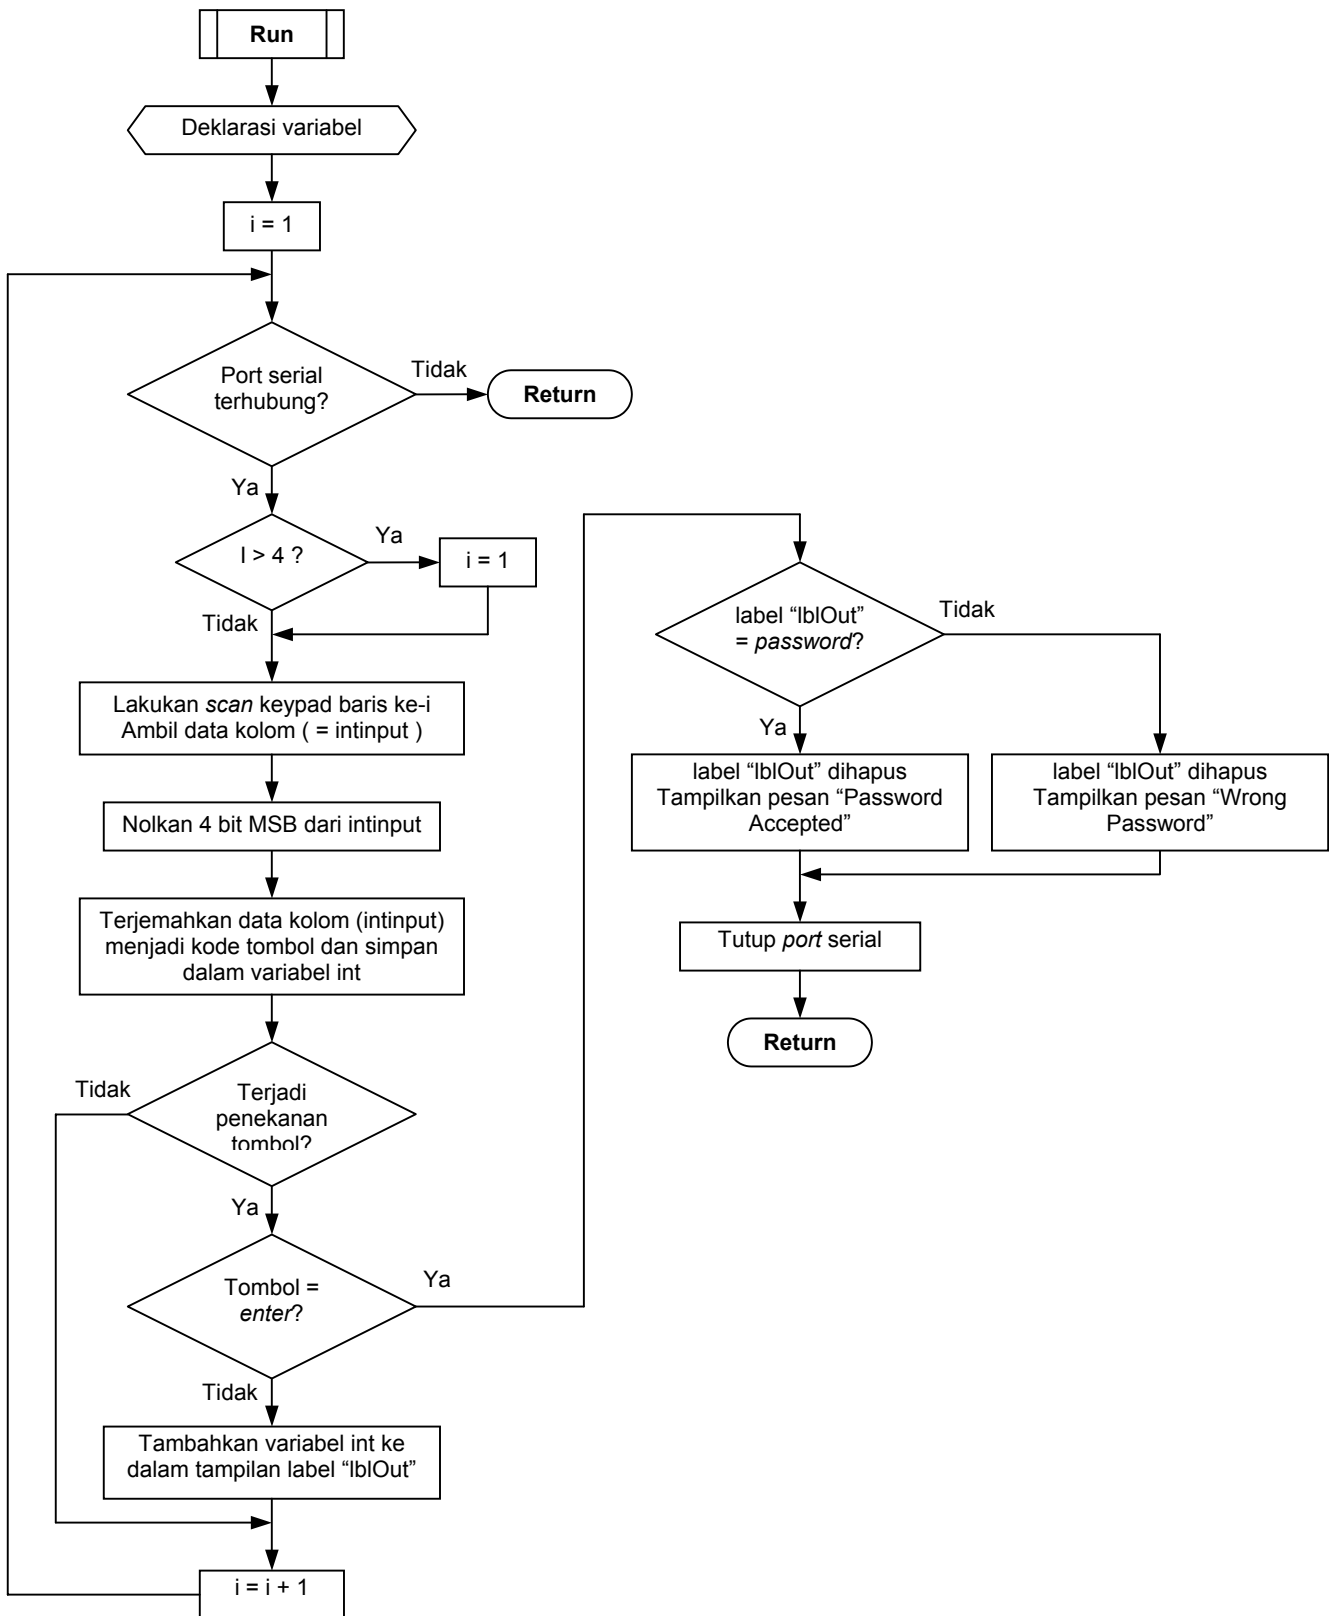 Run
Deklarasi variabel
i = 1
Port serial
terhubung?
Tidak
Return
Ya
I > 4 ?
Ya
i = 1
Tidak
Lakukan scan keypad baris ke-i
Ambil data kolom ( = intinput )
Nolkan 4 bit MSB dari intinput
Terjemahkan data kolom (intinput)
menjadi kode tombol dan simpan
dalam variabel int
Terjadi
penekanan
tombol?
Tidak
Ya
Tombol =
enter?
Ya
Tidak
Tambahkan variabel int ke
dalam tampilan label “lblOut”
i = i + 1
label “lblOut”
= password?
Tidak
Ya
label “lblOut” dihapus
Tampilkan pesan “Password
Accepted”
label “lblOut” dihapus
Tampilkan pesan “Wrong
Password”
Tutup port serial
Return